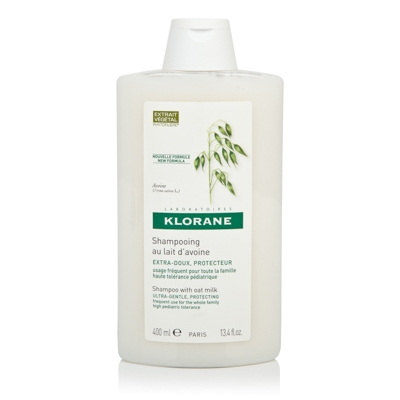 EXTRAIT
VÉGÉTAL
NOUVELLE FORMULE
NEW FORMULA
Avoine
LABORATOIRES
KLORANE
Shampooing
au lait d'avoine
EXTRA-DOUX, PROTECTEUR
usage fréquent pour toute la famille
haute tolérance pédiatrique
Shampoo with oat milk
ULTRA-GENTLE, PROTECTING
frequent use for the whole family
high pediatric tolerance
400 ml e PARIS 13.4 fl.oz.